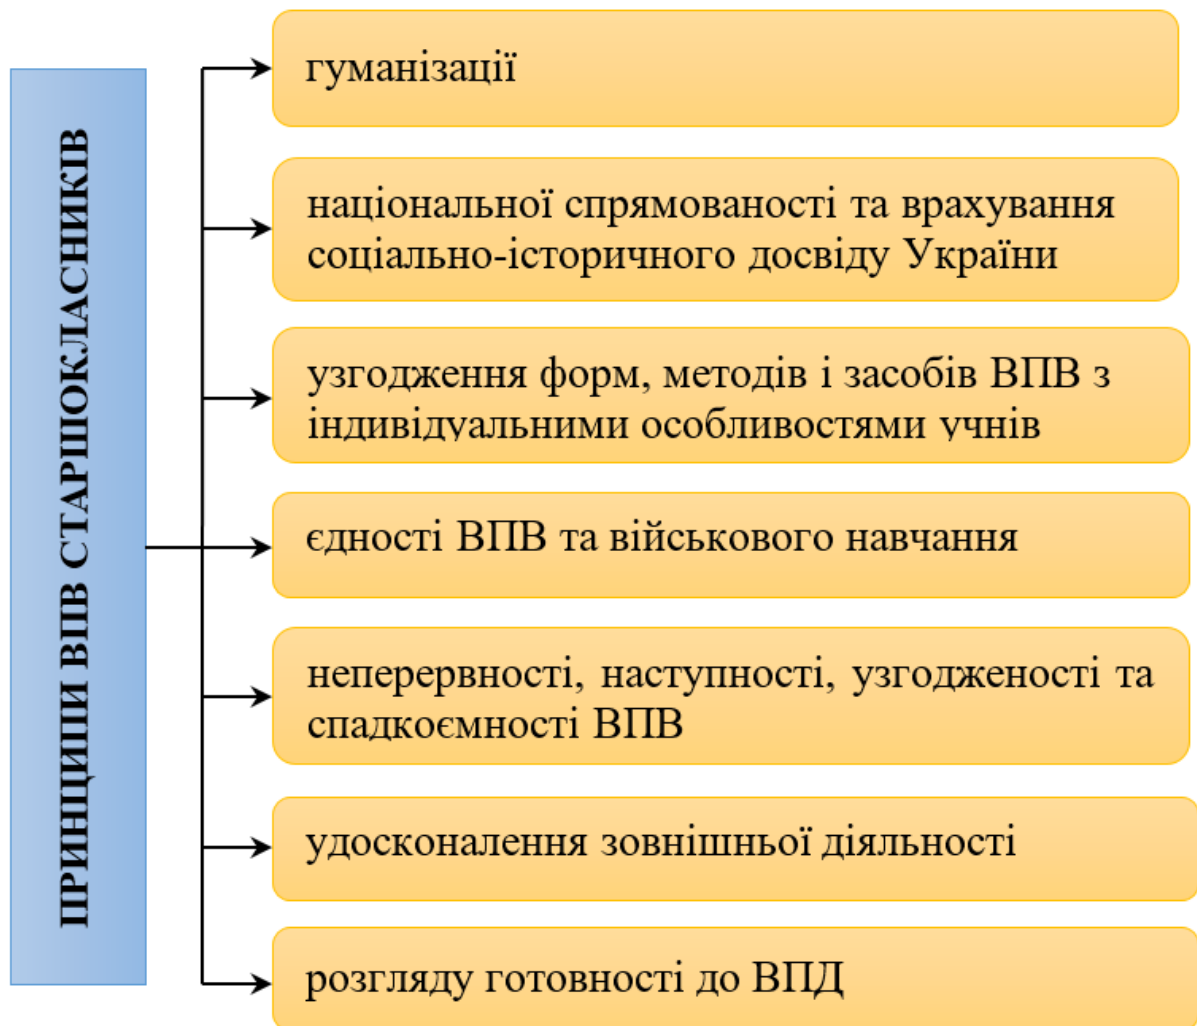 ПРИНЦИПИ ВПВ СТАРШОКЛАСНИКІВ
гуманізації
національної спрямованості та врахування
соціально-історичного досвіду України
узгодження форм, методів і засобів ВПВ з
індивідуальними особливостями учнів
єдності ВПВ та військового навчання
неперервності, наступності, узгодженості та
спадкоємності ВПВ
удосконалення зовнішньої діяльності
розгляду готовності до ВПД